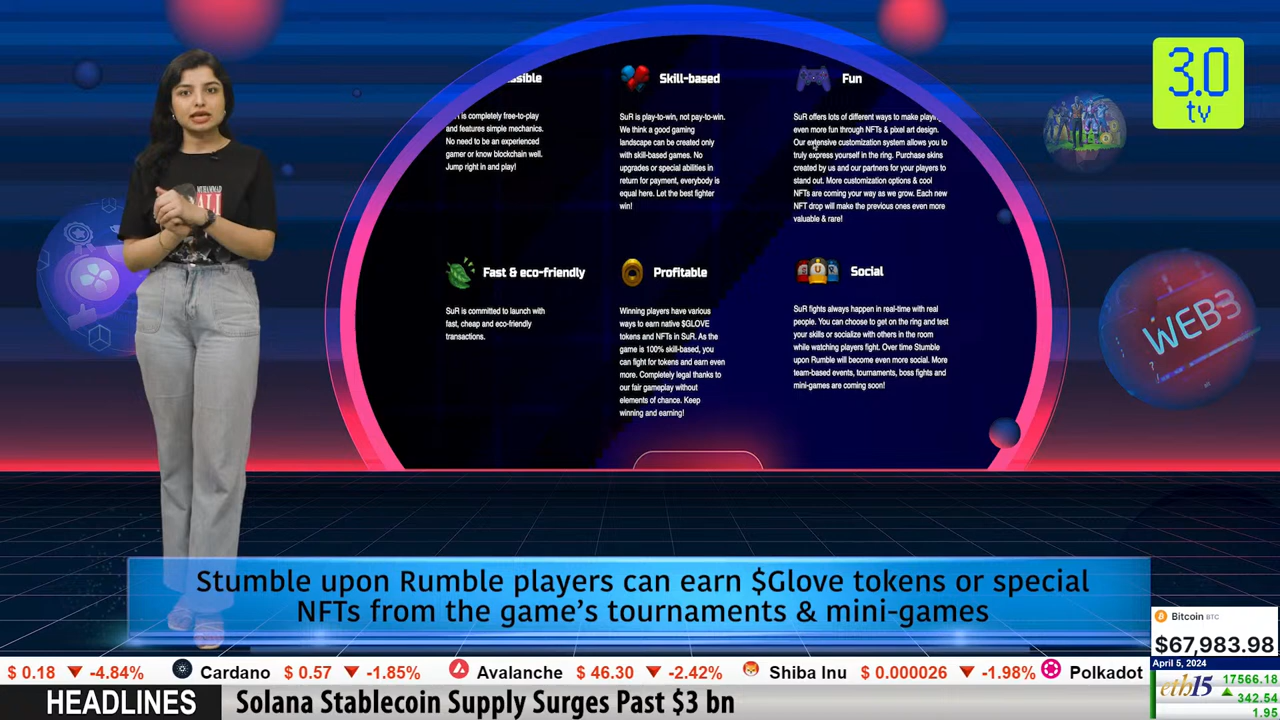 3.0
tv
Skill-based
Fun
is completely free-to-play
and features simple mechanics.
No need to be an experienced
gamer or know blockchain well.
Jump right in and play!
SuR is play-to-win, not pay-to-win.
We think a good gaming
landscape can be created only
with skill-based games. No
upgrades or special abilities in
return for payment, everybody is
equal here. Let the best fighter
win!
SuR offers lots of different ways to make playing
even more fun through NFTs & pixel art design.
Our extensive customization system allows you to
truly express yourself in the ring. Purchase skins
created by us and our partners for your players to
stand out. More customization options & cool
NFTs are coming your way as we grow. Each new
NFT drop will make the previous ones even more
valuable & rare!
MUHAMMAD
ALI
WEB3
Fast & eco-friendly
Profitable
Social
SuR is committed to launch with
fast, cheap and eco-friendly
transactions.
Winning players have various
ways to earn native $GLOVE
tokens and NFTs in SuR. As the
game is 100% skill-based, you
can fight for tokens and earn even
more. Completely legal thanks to
our fair gameplay without
elements of chance. Keep
winning and earning!
SuR fights always happen in real-time with real
people. You can choose to get on the ring and test
your skills or socialize with others in the room
while watching players fight. Over time Stumble
upon Rumble will become even more social. More
team-based events, tournaments, boss fights and
mini-games are coming soon!
Stumble upon Rumble players can earn $Glove tokens or special
NFTs from the game's tournaments & mini-games
Bitcoin BTC
$67,983.98
April 5, 2024
$ 0.18 ▼ -4.84% Cardano $ 0.57 ▼ -1.85% Avalanche $ 46.30 ▼ -2.42% Shiba Inu $ 0.000026 ▼ -1.98% Polkadot
eth15
17566.18
▲ 342.54
1.95
HEADLINES Solana Stablecoin Supply Surges Past $3 bn